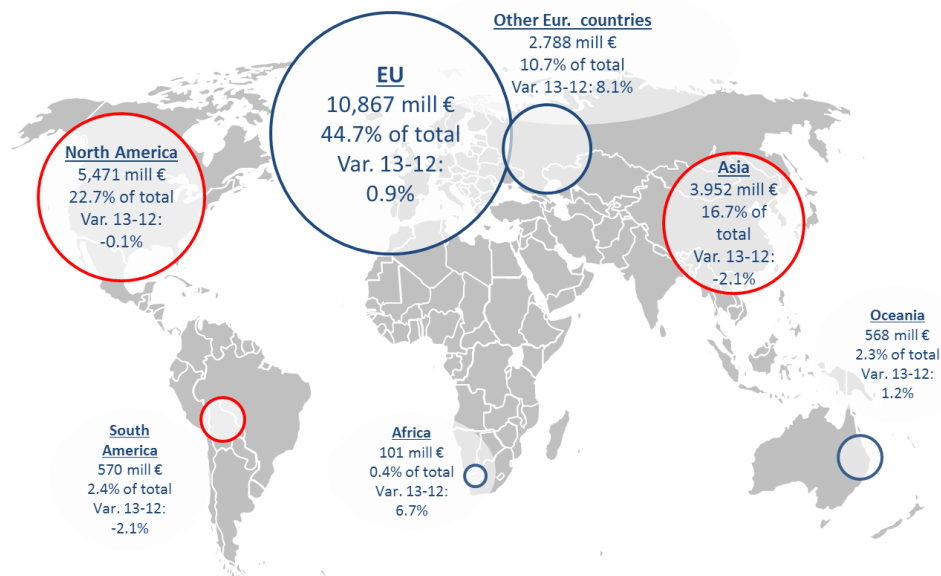 Other Eur. countries
2.788 mill €
10.7% of total
Var. 13-12: 8.1%
EU
10,867 mill €
44.7% of total
Var. 13-12:
0.9%
North America
5,471 mill €
22.7% of total
Var. 13-12:
-0.1%
Asia
3.952 mill €
16.7% of
total
Var. 13-12:
-2.1%
Oceania
568 mill €
2.3% of total
Var. 13-12:
1.2%
South
America
570 mill €
2.4% of total
Var. 13-12:
-2.1%
Africa
101 mill €
0.4% of total
Var. 13-12:
6.7%